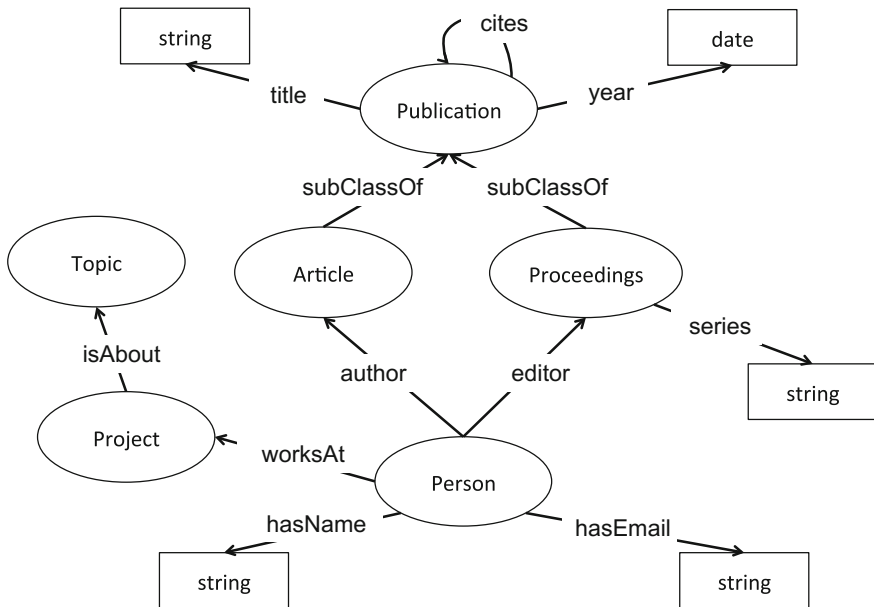 cites
string
date
title
Publication
year
subClassOf
subClassOf
Topic
Article
Proceedings
isAbout
series
author
editor
string
Project
worksAt
Person
hasName
hasEmail
string
string